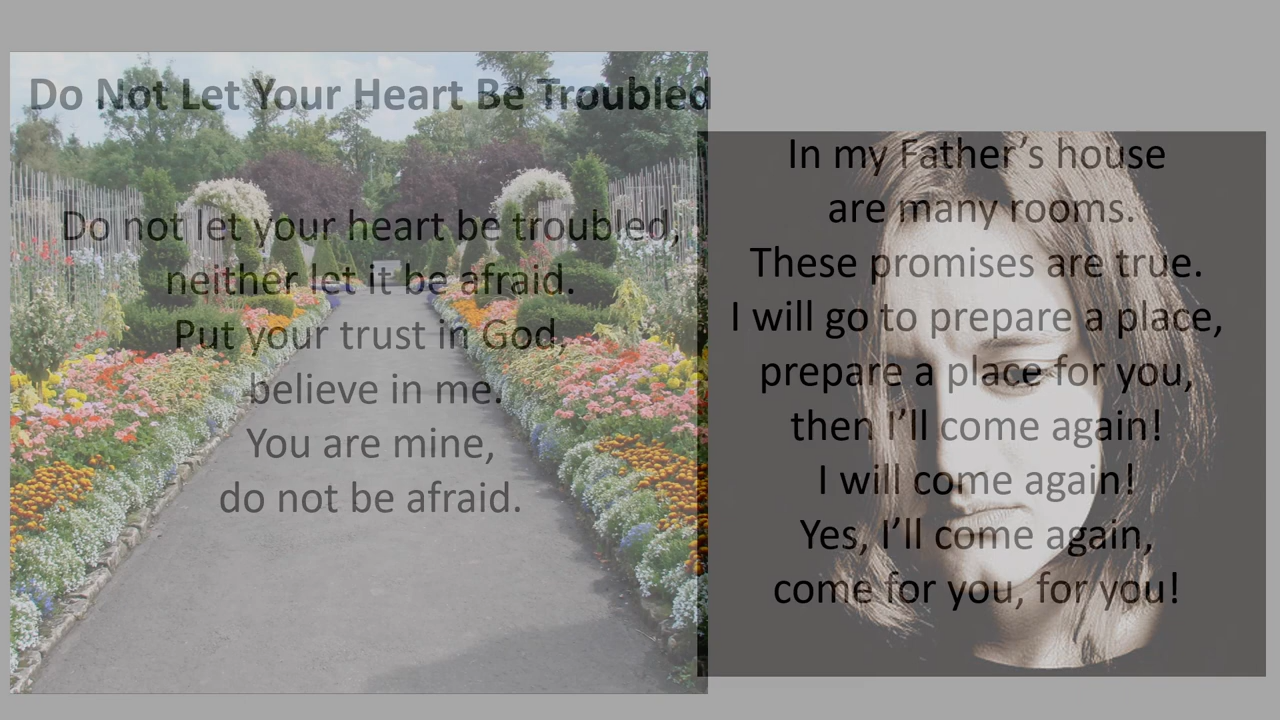 Do Not Let Your Heart Be Troubled
Do not let your heart be troubled,
neither let it be afraid.
Put your trust in God,
believe in me.
You are mine,
do not be afraid.
In my Father’s house
are many rooms.
These promises are true.
I will go to prepare a place,
prepare a place for you,
then I’ll come again!
I will come again!
Yes, I’ll come again,
come for you, for you!